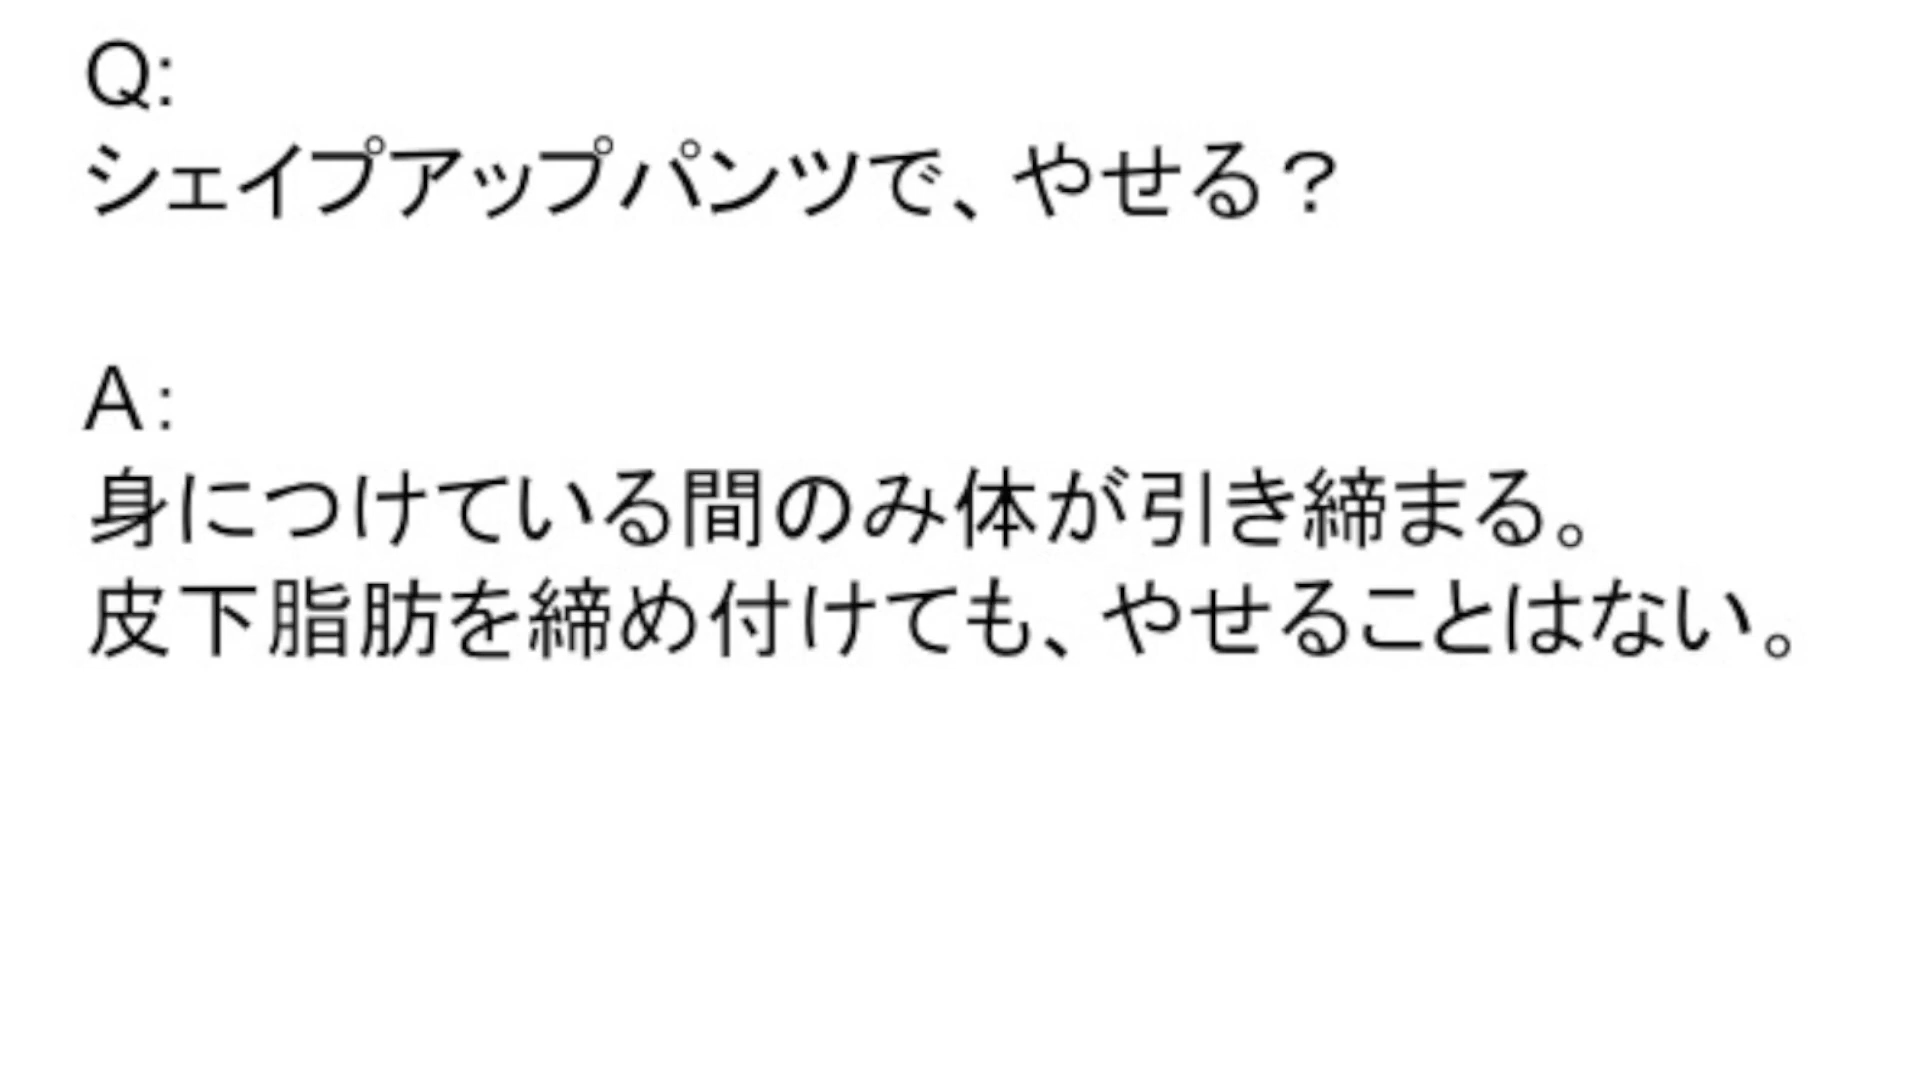 Q:
シェイプアップパンツで、やせる？
A：
身につけている間のみ体が引き締まる。
皮下脂肪を締め付けても、やせることはない。